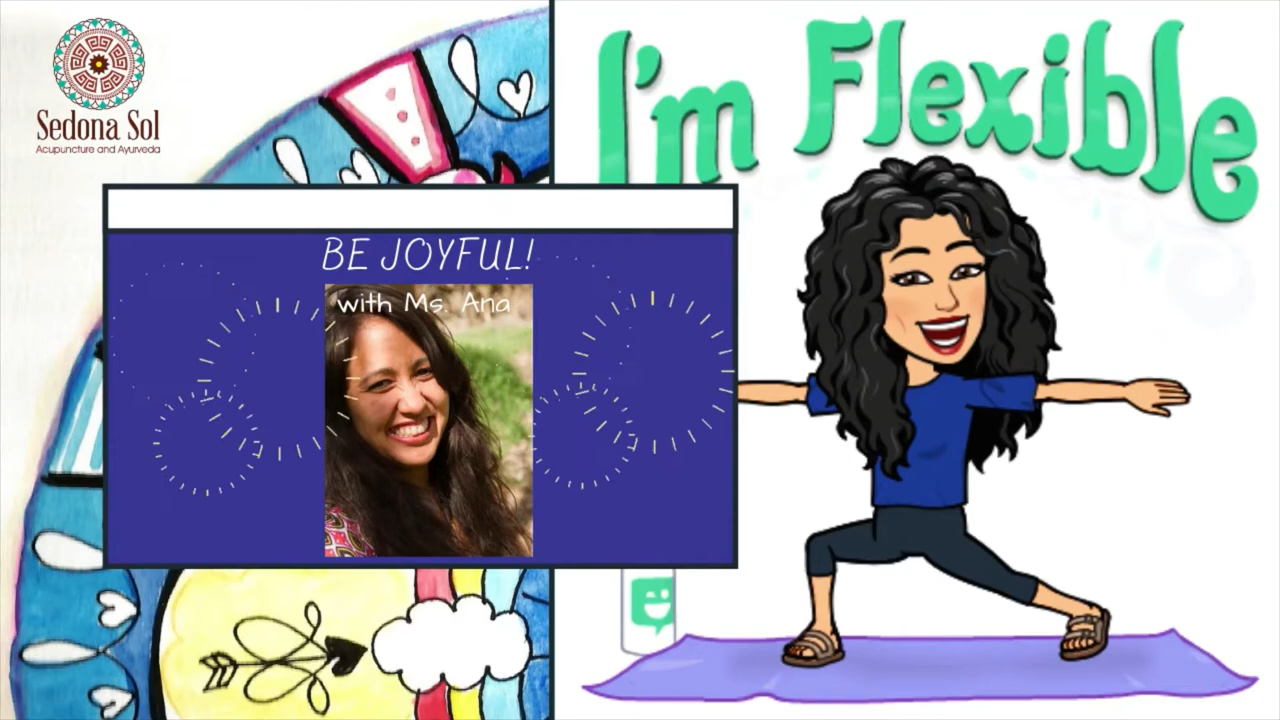 Sedona Sol
Acupuncture and Ayurveda
I'm Flexible
BE JOYFUL!
with Ms. Ana